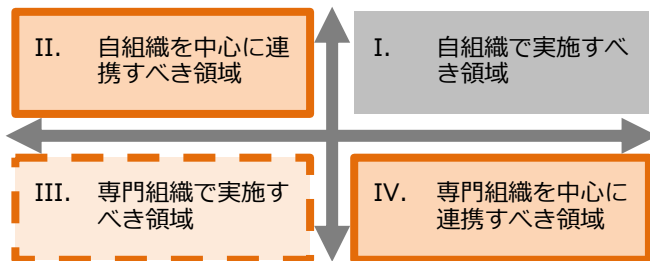 II. 自組織を中心に連
携すべき領域
I. 自組織で実施すべ
き領域
III. 専門組織で実施す
べき領域
IV. 専門組織を中心に
連携すべき領域